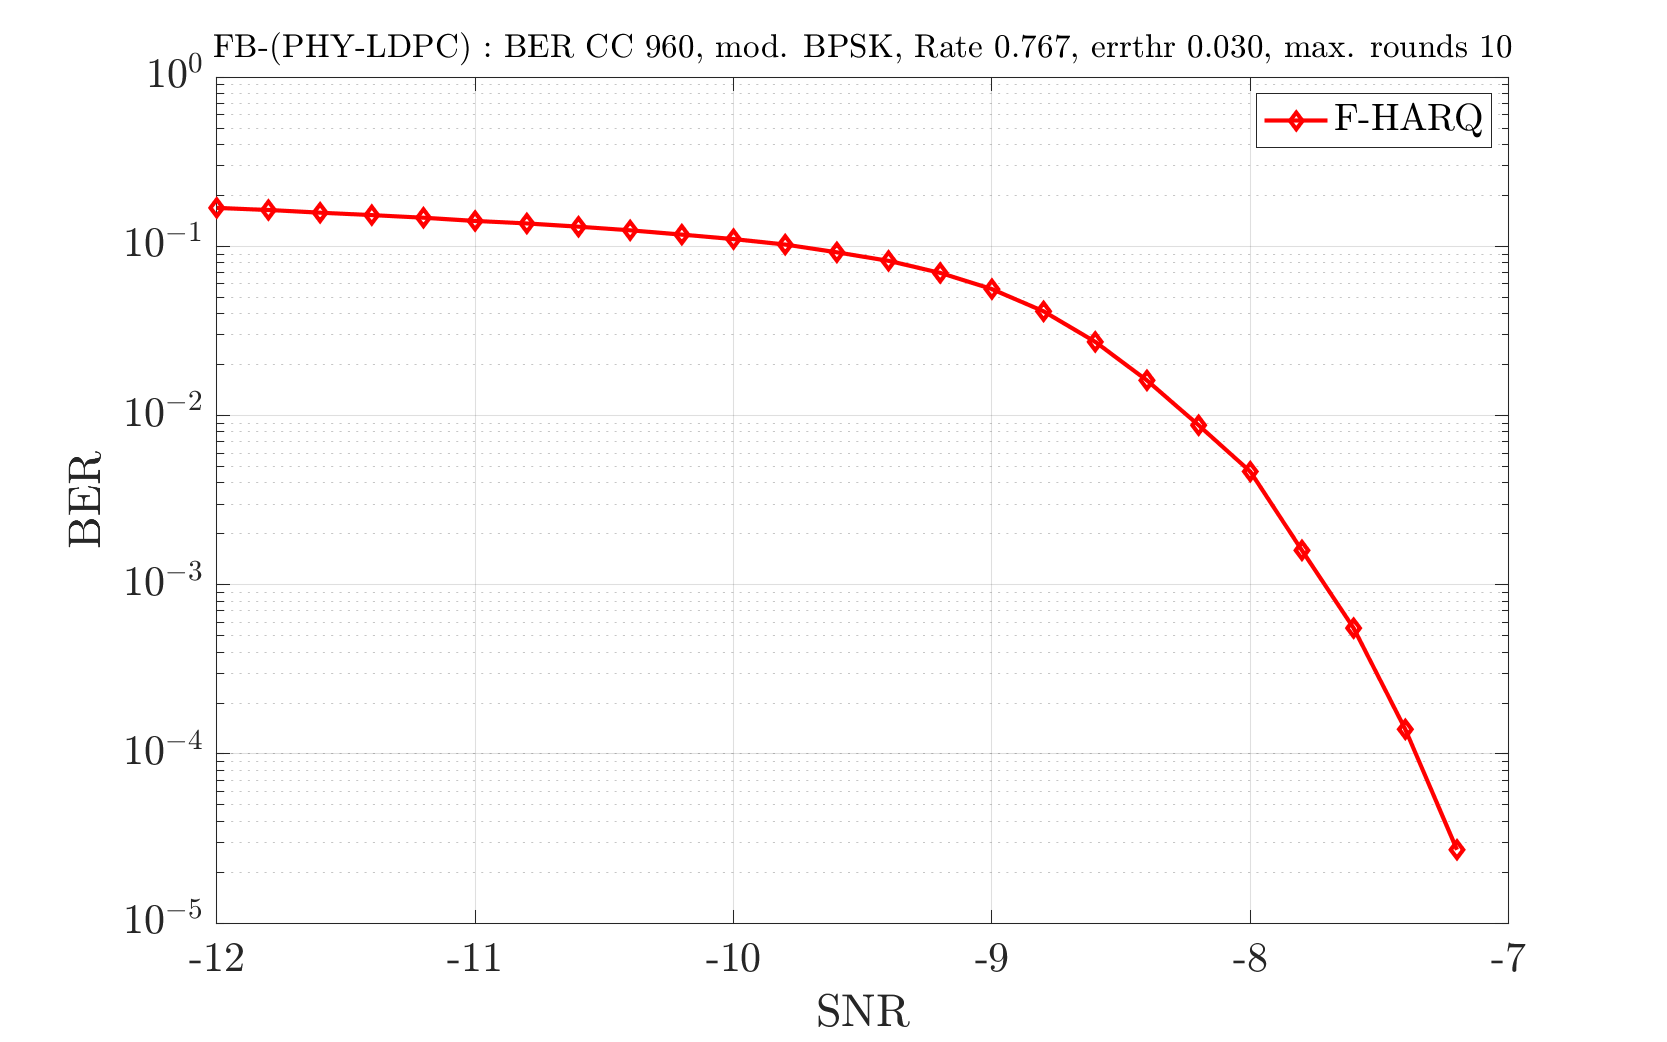 FB-(PHY-LDPC) : BER CC 960, mod. BPSK, Rate 0.767, errthr 0.030, max. rounds 10
F-HARQ
10^0
10^{-1}
10^{-2}
10^{-3}
10^{-4}
10^{-5}
BER
-12 -11 -10 -9 -8 -7
SNR